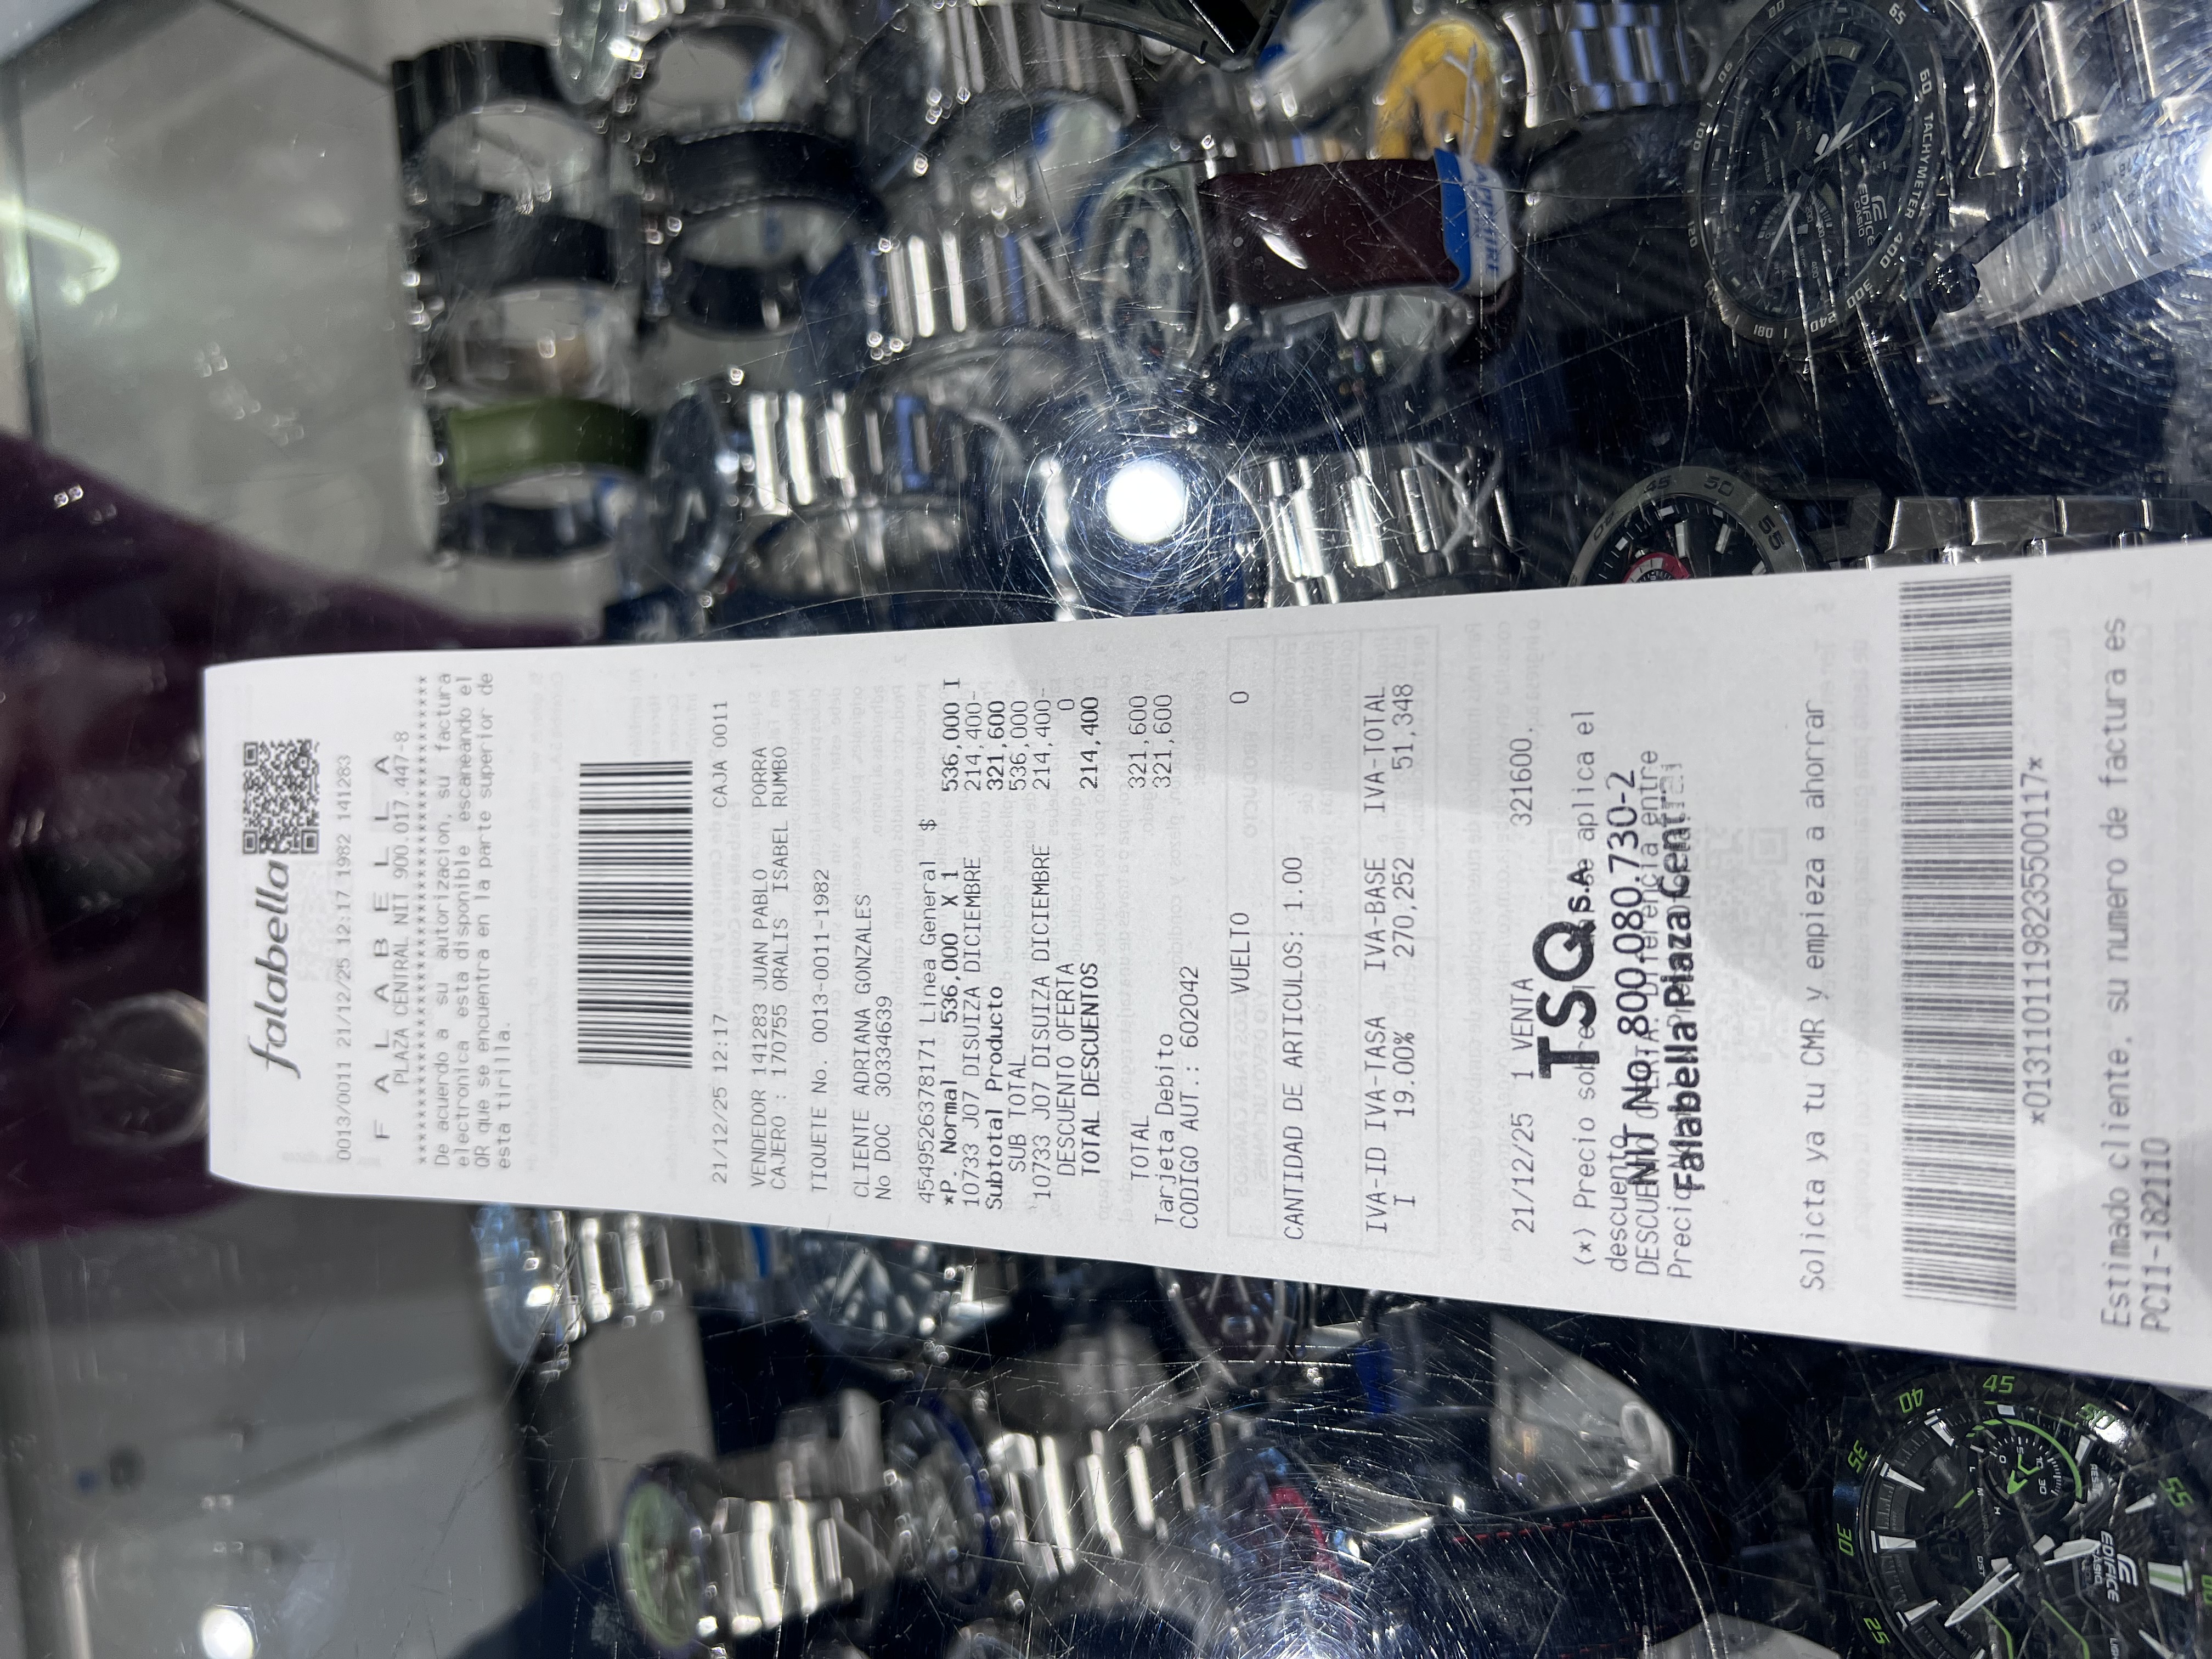 falabella
0013/0011 21/12/25 12:17 1982 141283
F A L A B E L L A
PLAZA CENTRAL NIT 900.017.447-8
****************************************
De acuerdo a su autorizacion, su factura
electronica esta disponible escaneando el
QR que se encuentra en la parte superior de
esta tirilla.
21/12/25 12:17 CAJA 0011
VENDEDOR 141283 JUAN PABLO PORRA
CAJERO : 170755 ORALIS ISABEL RUMBO
TIQUETE No. 0013-0011-1982
CLIENTE ADRIANA GONZALES
No DOC 30334639
4549526378171 Linea General $
*P. Normal 536,000 X 1 536,000 I
10733 J07 DISUIZA DICIEMBRE 214,400-
Subtotal Producto 321,600
SUB TOTAL 536,000
10733 J07 DISUIZA DICIEMBRE 214,400-
DESCUENTO OFERTA 0
TOTAL DESCUENTOS 214,400
TOTAL 321,600
Tarjeta Debito 321,600
CODIGO AUT.: 602042
VUELTO 0
CANTIDAD DE ARTICULOS: 1.00
IVA-ID IVA-TASA IVA-BASE IVA-TOTAL
I 19.00% 270,252 51,348
21/12/25 1 VENTA 321600,
(*) Precio sobre el se aplica el
descuento
TSQ S.A.
NIT No. 800.080.730-2
Falabella Plaza Central
Solicta ya tu CMR y empieza a ahorrar
*013110111982355500117*
Estimado cliente, su numero de factura es
PC11-182110
TACHYMETER
EDIFICE
CASIO
EDIFICE
CASIO